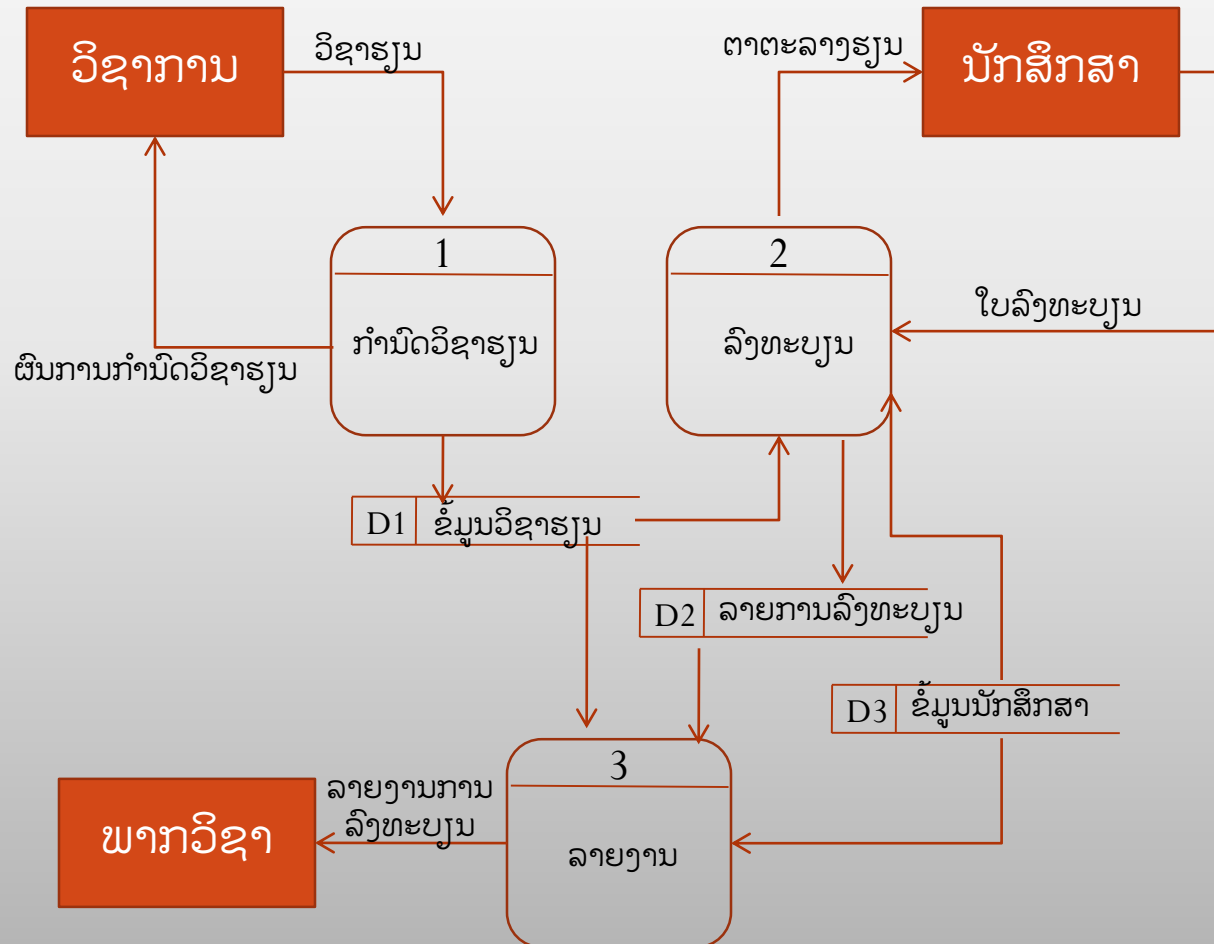 ວິຊາການ
ວິຊາຮຽນ
ຕາຕະລາງຮຽນ
ນັກສຶກສາ
1
ກຳນົດວິຊາຮຽນ
2
ລົງທະບຽນ
ໃບລົງທະບຽນ
ຜົນການກຳນົດວິຊາຮຽນ
D1 ຂໍ້ມູນວິຊາຮຽນ
D2 ລາຍການລົງທະບຽນ
D3 ຂໍ້ມູນນັກສຶກສາ
3
ລາຍງານ
ລາຍງານການ
ລົງທະບຽນ
ພາກວິຊາ